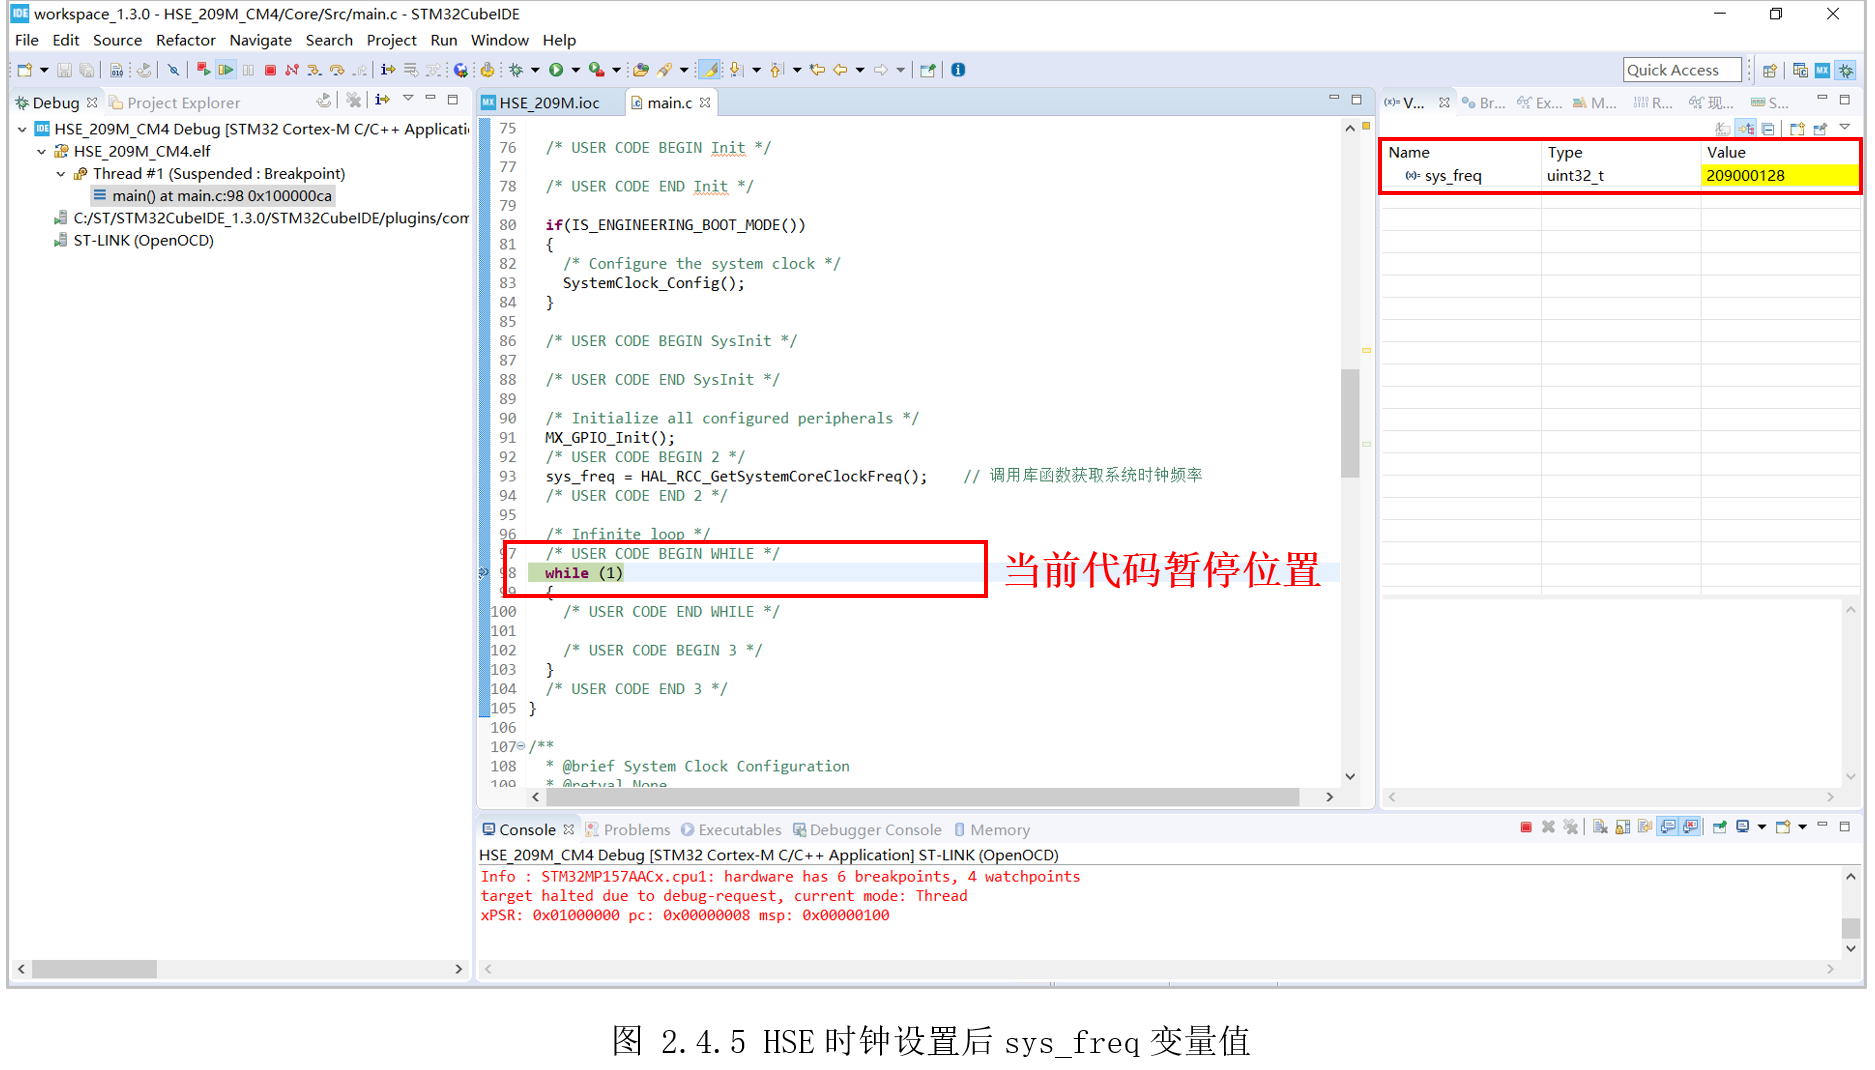 workspace_1.3.0 - HSE_209M_CM4/Core/Src/main.c - STM32CubeIDE
File Edit Source Refactor Navigate Search Project Run Window Help
Quick Access
Debug Project Explorer
HSE_209M_CM4 Debug [STM32 Cortex-M C/C++ Applicati
HSE_209M_CM4.elf
Thread #1 (Suspended : Breakpoint)
main() at main.c:98 0x100000ca
C:/ST/STM32CubeIDE_1.3.0/STM32CubeIDE/plugins/com
ST-LINK (OpenOCD)
HSE_209M.ioc main.c
75
76 /* USER CODE BEGIN Init */
77
78 /* USER CODE END Init */
79
80 if(IS_ENGINEERING_BOOT_MODE())
81 {
82 /* Configure the system clock */
83 SystemClock_Config();
84 }
85
86 /* USER CODE BEGIN SysInit */
87
88 /* USER CODE END SysInit */
89
90 /* Initialize all configured peripherals */
91 MX_GPIO_Init();
92 /* USER CODE BEGIN 2 */
93 sys_freq = HAL_RCC_GetSystemCoreClockFreq(); // 调用库函数获取系统时钟频率
94 /* USER CODE END 2 */
95
96 /* Infinite loop */
97 /* USER CODE BEGIN WHILE */
98 while (1)
99 {
100 /* USER CODE END WHILE */
101
102 /* USER CODE BEGIN 3 */
103 }
104 /* USER CODE END 3 */
105 }
106
107 /**
108 * @brief System Clock Configuration
109 * @retval None
当前代码暂停位置
(x)= V... Br... Ex... M... R... 现... S...
Name Type Value
(x)= sys_freq uint32_t 209000128
Console Problems Executables Debugger Console Memory
HSE_209M_CM4 Debug [STM32 Cortex-M C/C++ Application] ST-LINK (OpenOCD)
Info : STM32MP157AACx.cpu1: hardware has 6 breakpoints, 4 watchpoints
target halted due to debug-request, current mode: Thread
xPSR: 0x01000000 pc: 0x00000008 msp: 0x00000100
图 2.4.5 HSE 时钟设置后 sys_freq 变量值